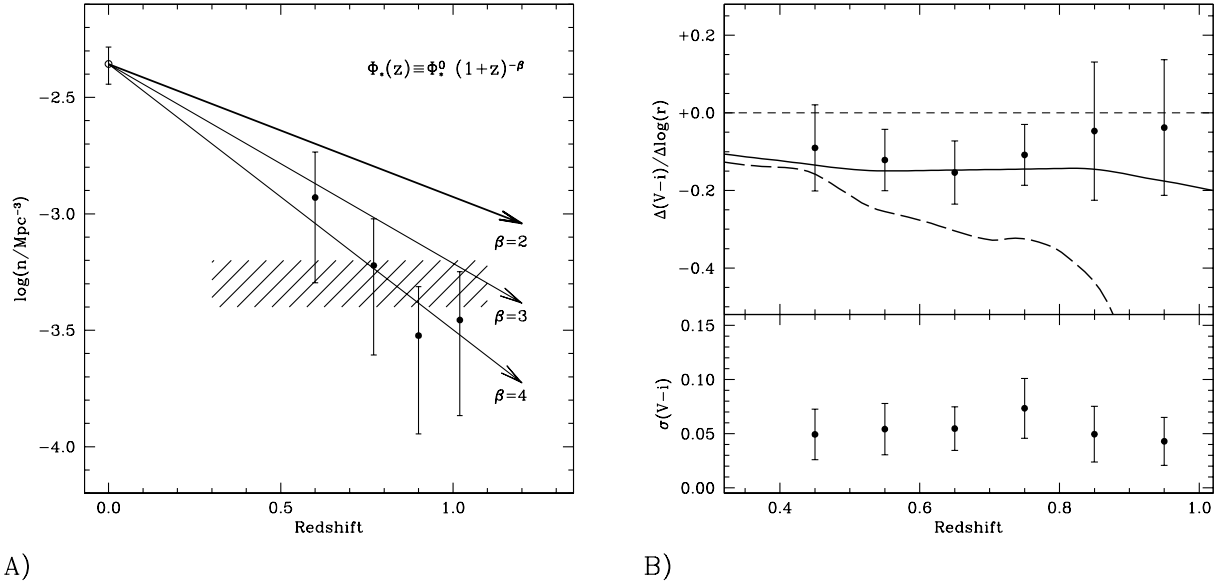 Φ*(z)≡Φ*⁰ (1+z)⁻ᵝ
−2.5
−3.0
−3.5
−4.0
log(n/Mpc⁻³)
β=2
β=3
β=4
0.0
0.5
1.0
Redshift
A)
+0.2
+0.0
−0.2
−0.4
Δ(V−i)/Δlog(r)
0.15
0.10
0.05
0.00
σ(V−i)
0.4
0.6
0.8
1.0
Redshift
B)